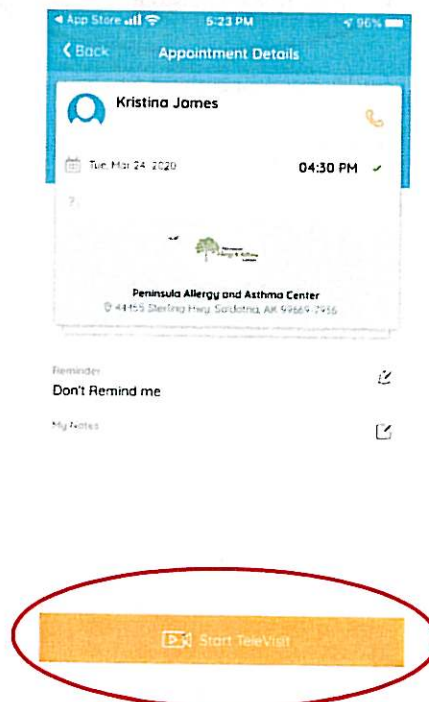 App Store 5:23 PM 96%
Back Appointment Details
Kristina James
Tue, Mar 24, 2020 04:30 PM
?
Allergy & Asthma
Peninsula Allergy and Asthma Center
44455 Sterling Hwy, Soldotna, AK 99669-7936
Reminder
Don't Remind me
My Notes
Start TeleVisit